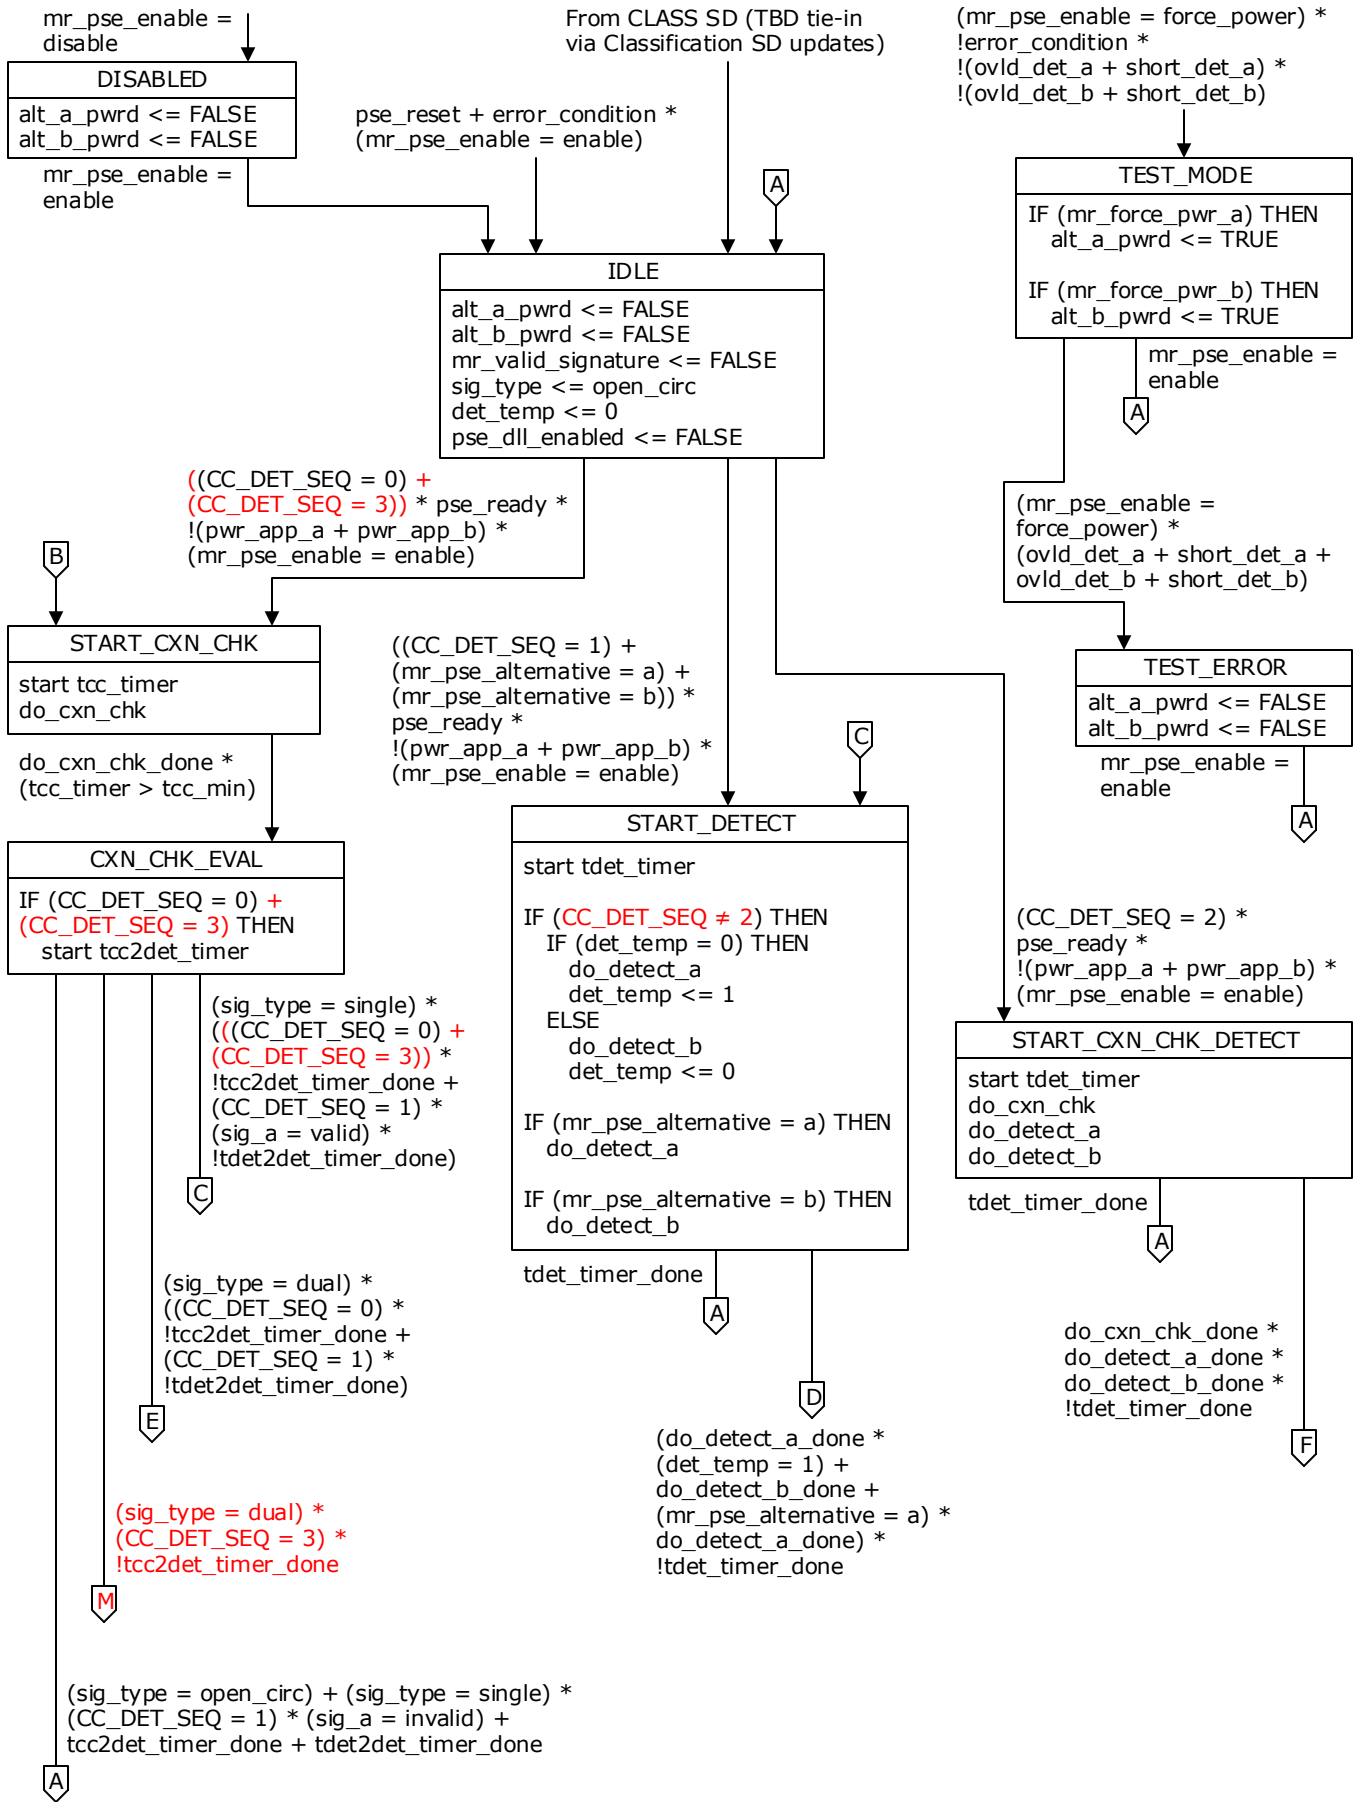 mr_pse_enable =
disable
DISABLED
alt_a_pwrd <= FALSE
alt_b_pwrd <= FALSE
mr_pse_enable =
enable
pse_reset + error_condition *
(mr_pse_enable = enable)
From CLASS SD (TBD tie-in
via Classification SD updates)
A
IDLE
alt_a_pwrd <= FALSE
alt_b_pwrd <= FALSE
mr_valid_signature <= FALSE
sig_type <= open_circ
det_temp <= 0
pse_dll_enabled <= FALSE
(mr_pse_enable = force_power) *
!error_condition *
!(ovld_det_a + short_det_a) *
!(ovld_det_b + short_det_b)
TEST_MODE
IF (mr_force_pwr_a) THEN
alt_a_pwrd <= TRUE
IF (mr_force_pwr_b) THEN
alt_b_pwrd <= TRUE
mr_pse_enable =
enable
A
(mr_pse_enable =
force_power) *
(ovld_det_a + short_det_a +
ovld_det_b + short_det_b)
TEST_ERROR
alt_a_pwrd <= FALSE
alt_b_pwrd <= FALSE
mr_pse_enable =
enable
A
((CC_DET_SEQ = 0) +
(CC_DET_SEQ = 3)) * pse_ready *
!(pwr_app_a + pwr_app_b) *
(mr_pse_enable = enable)
B
START_CXN_CHK
start tcc_timer
do_cxn_chk
do_cxn_chk_done *
(tcc_timer > tcc_min)
CXN_CHK_EVAL
IF (CC_DET_SEQ = 0) +
(CC_DET_SEQ = 3) THEN
start tcc2det_timer
(sig_type = single) *
(((CC_DET_SEQ = 0) +
(CC_DET_SEQ = 3)) *
!tcc2det_timer_done +
(CC_DET_SEQ = 1) *
(sig_a = valid) *
!tdet2det_timer_done)
C
(sig_type = dual) *
((CC_DET_SEQ = 0) *
!tcc2det_timer_done +
(CC_DET_SEQ = 1) *
!tdet2det_timer_done)
E
(sig_type = dual) *
(CC_DET_SEQ = 3) *
!tcc2det_timer_done
M
(sig_type = open_circ) + (sig_type = single) *
(CC_DET_SEQ = 1) * (sig_a = invalid) +
tcc2det_timer_done + tdet2det_timer_done
A
((CC_DET_SEQ = 1) +
(mr_pse_alternative = a) +
(mr_pse_alternative = b)) *
pse_ready *
!(pwr_app_a + pwr_app_b) *
(mr_pse_enable = enable)
C
START_DETECT
start tdet_timer
IF (CC_DET_SEQ ≠ 2) THEN
IF (det_temp = 0) THEN
do_detect_a
det_temp <= 1
ELSE
do_detect_b
det_temp <= 0
IF (mr_pse_alternative = a) THEN
do_detect_a
IF (mr_pse_alternative = b) THEN
do_detect_b
tdet_timer_done
A
D
(do_detect_a_done *
(det_temp = 1) +
do_detect_b_done +
(mr_pse_alternative = a) *
do_detect_a_done) *
!tdet_timer_done
(CC_DET_SEQ = 2) *
pse_ready *
!(pwr_app_a + pwr_app_b) *
(mr_pse_enable = enable)
START_CXN_CHK_DETECT
start tdet_timer
do_cxn_chk
do_detect_a
do_detect_b
tdet_timer_done
A
do_cxn_chk_done *
do_detect_a_done *
do_detect_b_done *
!tdet_timer_done
F